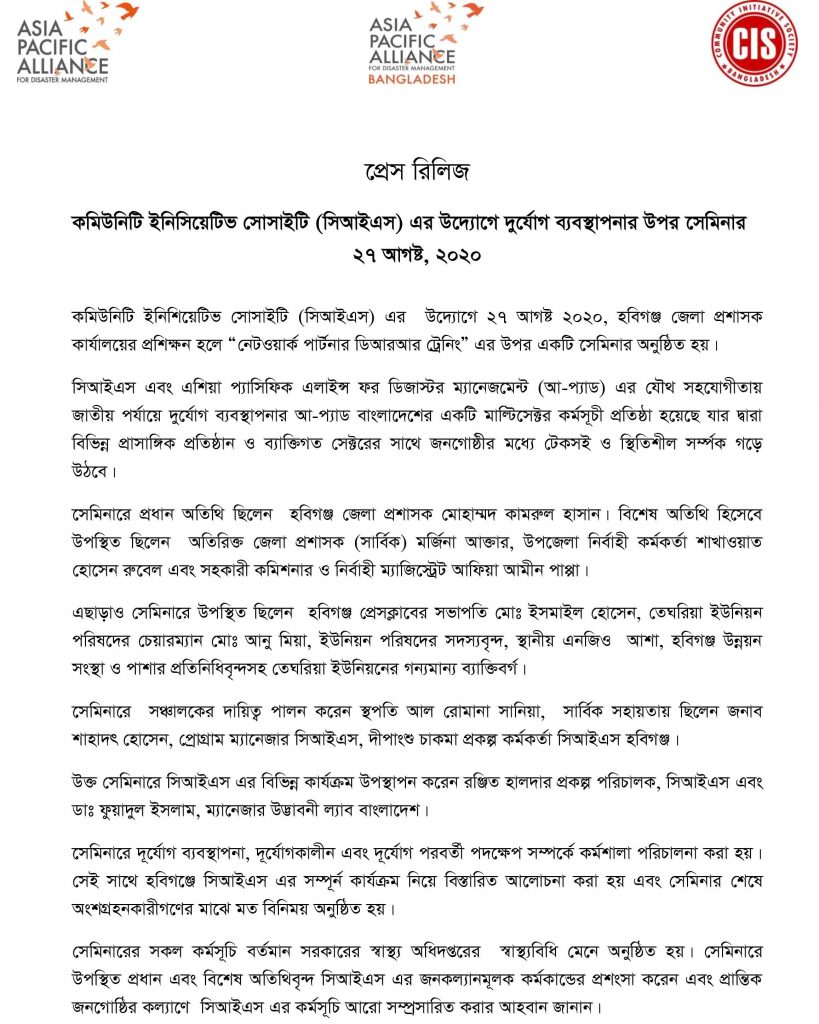 ASIA
PACIFIC
ALLIANCE
FOR DISASTER MANAGEMENT
ASIA
PACIFIC
ALLIANCE
FOR DISASTER MANAGEMENT
BANGLADESH
COMMUNITY INITIATIVE SOCIETY
CIS
BANGLADESH
প্রেস রিলিজ
কমিউনিটি ইনিসিয়েটিভ সোসাইটি (সিআইএস) এর উদ্যোগে দুর্যোগ ব্যবস্থাপনার উপর সেমিনার
২৭ আগষ্ট, ২০২০
কমিউনিটি ইনিশিয়েটিভ সোসাইটি (সিআইএস) এর উদ্যোগে ২৭ আগষ্ট ২০২০, হবিগঞ্জ জেলা প্রশাসক
কার্যালয়ের প্রশিক্ষন হলে “নেটওয়ার্ক পার্টনার ডিআরআর ট্রেনিং” এর উপর একটি সেমিনার অনুষ্ঠিত হয়।
সিআইএস এবং এশিয়া প্যাসিফিক এলাইন্স ফর ডিজাস্টর ম্যানেজমেন্ট (আ-প্যাড) এর যৌথ সহযোগীতায়
জাতীয় পর্যায়ে দুর্যোগ ব্যবস্থাপনার আ-প্যাড বাংলাদেশের একটি মাল্টিসেক্টর কর্মসূচী প্রতিষ্ঠা হয়েছে যার দ্বারা
বিভিন্ন প্রাসাঙ্গিক প্রতিষ্ঠান ও ব্যাক্তিগত সেক্টরের সাথে জনগোষ্ঠীর মধ্যে টেকসই ও স্থিতিশীল সর্ম্পক গড়ে
উঠবে।
সেমিনারে প্রধান অতিথি ছিলেন হবিগঞ্জ জেলা প্রশাসক মোহাম্মদ কামরুল হাসান। বিশেষ অতিথি হিসেবে
উপস্থিত ছিলেন অতিরিক্ত জেলা প্রশাসক (সার্বিক) মর্জিনা আক্তার, উপজেলা নির্বাহী কর্মকর্তা শাখাওয়াত
হোসেন রুবেল এবং সহকারী কমিশনার ও নির্বাহী ম্যাজিস্ট্রেট আফিয়া আমীন পাপ্পা।
এছাড়াও সেমিনারে উপস্থিত ছিলেন হবিগঞ্জ প্রেসক্লাবের সভাপতি মোঃ ইসমাইল হোসেন, তেঘরিয়া ইউনিয়ন
পরিষদের চেয়ারম্যান মোঃ আনু মিয়া, ইউনিয়ন পরিষদের সদস্যবৃন্দ, স্থানীয় এনজিও আশা, হবিগঞ্জ উন্নয়ন
সংস্থা ও পাশার প্রতিনিধিবৃন্দসহ তেঘরিয়া ইউনিয়নের গন্যমান্য ব্যাক্তিবর্গ।
সেমিনারে সঞ্চালকের দায়িত্ব পালন করেন স্থপতি আল রোমানা সানিয়া, সার্বিক সহায়তায় ছিলেন জনাব
শাহাদৎ হোসেন, প্রোগ্রাম ম্যানেজার সিআইএস, দীপাংশু চাকমা প্রকল্প কর্মকর্তা সিআইএস হবিগঞ্জ।
উক্ত সেমিনারে সিআইএস এর বিভিন্ন কার্যক্রম উপস্থাপন করেন রঞ্জিত হালদার প্রকল্প পরিচালক, সিআইএস এবং
ডাঃ ফুয়াদুল ইসলাম, ম্যানেজার উদ্ভাবনী ল্যাব বাংলাদেশ।
সেমিনারে দূর্যোগ ব্যবস্থাপনা, দূর্যোগকালীন এবং দূর্যোগ পরবর্তী পদক্ষেপ সম্পর্কে কর্মশালা পরিচালনা করা হয়।
সেই সাথে হবিগঞ্জে সিআইএস এর সম্পূর্ন কার্যক্রম নিয়ে বিস্তারিত আলোচনা করা হয় এবং সেমিনার শেষে
অংশগ্রহনকারীগণের মাঝে মত বিনিময় অনুষ্ঠিত হয়।
সেমিনারের সকল কর্মসূচি বর্তমান সরকারের স্বাস্থ্য অধিদপ্তরের স্বাস্থ্যবিধি মেনে অনুষ্ঠিত হয়। সেমিনারে
উপস্থিত প্রধান এবং বিশেষ অতিথিবৃন্দ সিআইএস এর জনকল্যানমূলক কর্মকান্ডের প্রশংসা করেন এবং প্রান্তিক
জনগোষ্ঠির কল্যাণে সিআইএস এর কর্মসূচি আরো সম্প্রসারিত করার আহবান জানান।